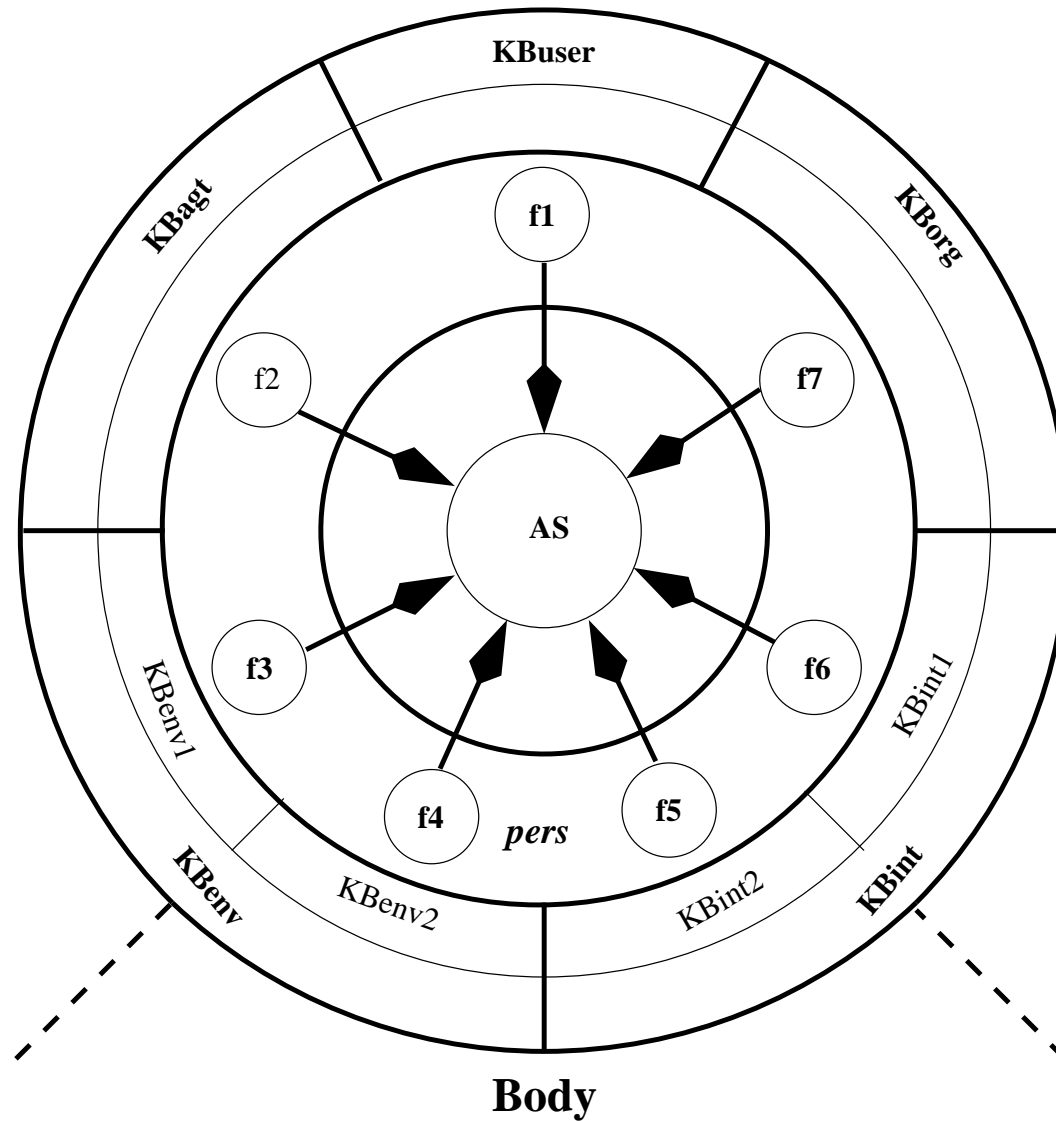 KBuser
KBagt
KBorg
f1
f2
f7
AS
f3
f6
KBenv1
KBint1
f4
pers
f5
KBenv
KBenv2
KBint2
KBint
Body